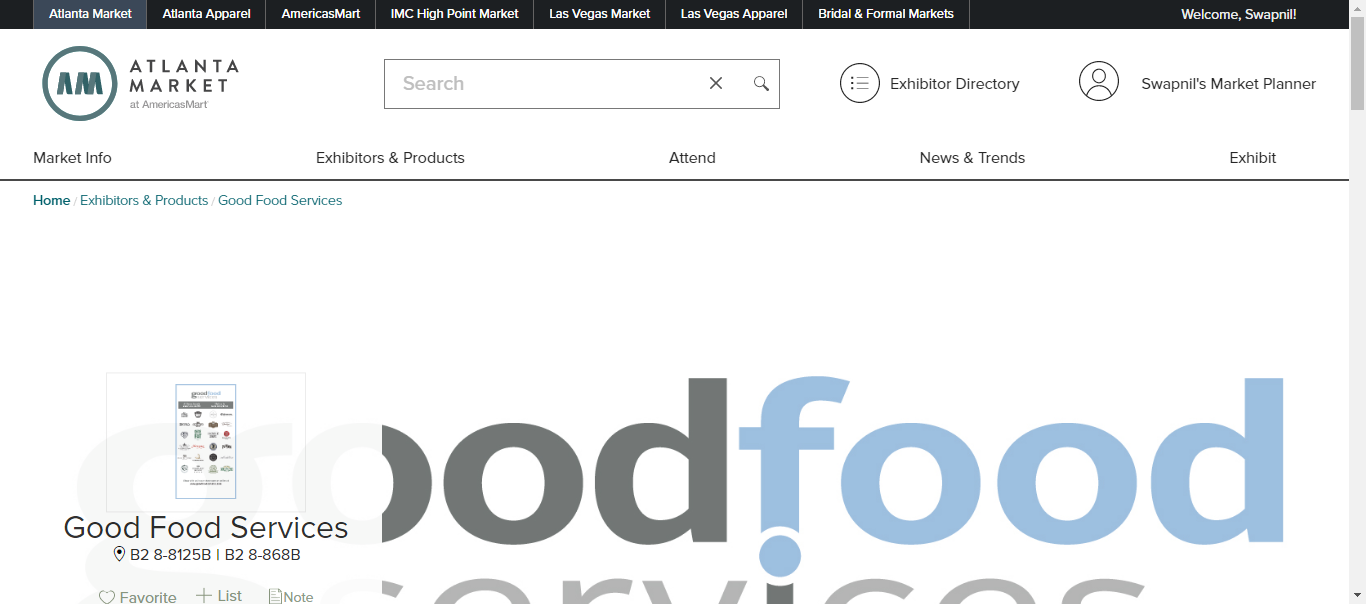 Atlanta Market Atlanta Apparel AmericasMart IMC High Point Market Las Vegas Market Las Vegas Apparel Bridal & Formal Markets Welcome, Swapnil!
AM ATLANTA
MARKET
at AmericasMart
Search
Exhibitor Directory
Swapnil's Market Planner
Market Info Exhibitors & Products Attend News & Trends Exhibit
Home / Exhibitors & Products / Good Food Services
goodfood
services
Good Food Services
B2 8-8125B | B2 8-868B
Favorite List Note